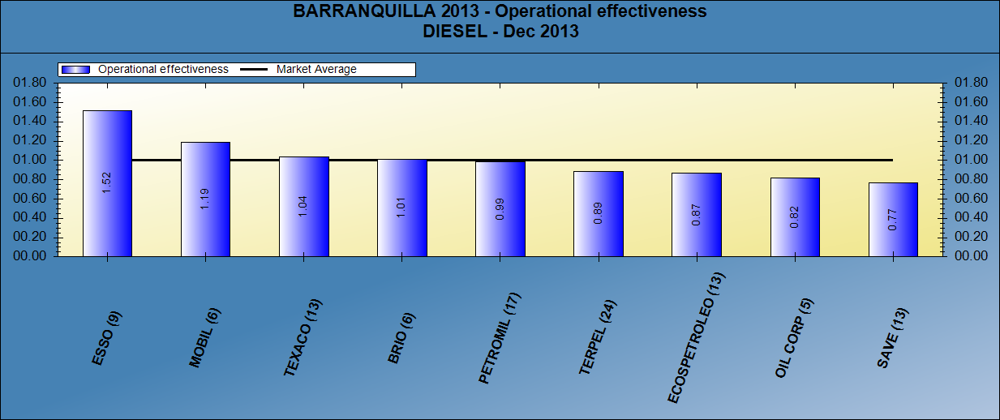 BARRANQUILLA 2013 - Operational effectiveness
DIESEL - Dec 2013
Operational effectiveness
Market Average
01.80
01.60
01.40
01.20
01.00
00.80
00.60
00.40
00.20
00.00
1.52
1.19
1.04
1.01
0.99
0.89
0.87
0.82
0.77
01.80
01.60
01.40
01.20
01.00
00.80
00.60
00.40
00.20
00.00
ESSO (9)
MOBIL (6)
TEXACO (13)
BRIO (6)
PETROMIL (17)
TERPEL (24)
ECOSPETROLEO (13)
OIL CORP (5)
SAVE (13)